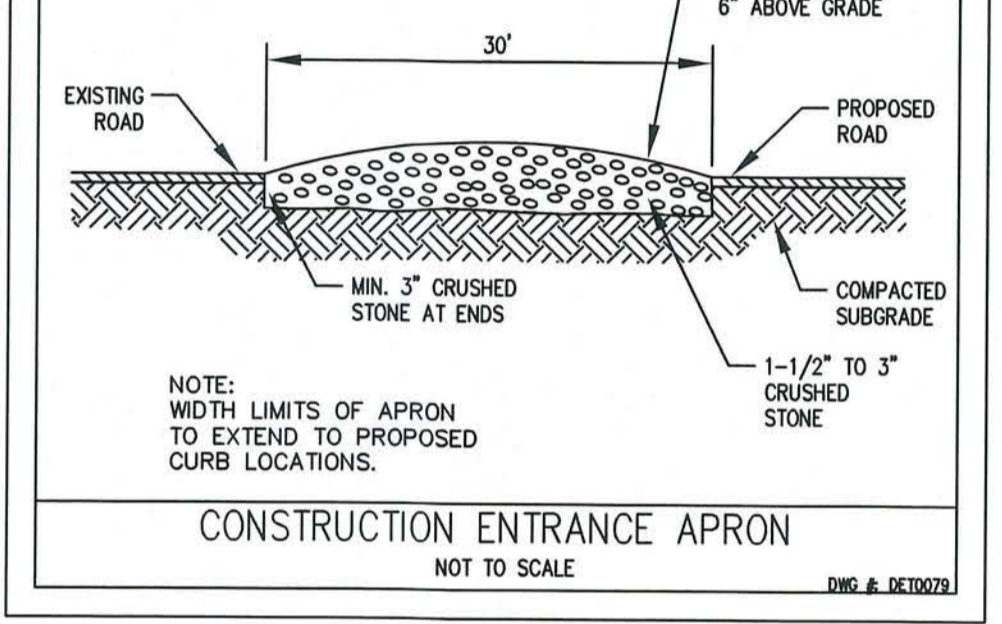 6" ABOVE GRADE
30'
EXISTING
ROAD
PROPOSED
ROAD
MIN. 3" CRUSHED
STONE AT ENDS
COMPACTED
SUBGRADE
1-1/2" TO 3"
CRUSHED
STONE
NOTE:
WIDTH LIMITS OF APRON
TO EXTEND TO PROPOSED
CURB LOCATIONS.
CONSTRUCTION ENTRANCE APRON
NOT TO SCALE
DWG #: DET0079